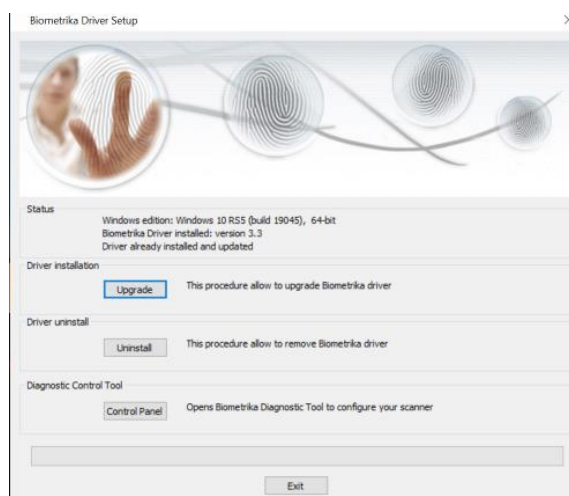 Biometrika Driver Setup
Status
Windows edition: Windows 10 RS5 (build 19045), 64-bit
Biometrika Driver installed: version 3.3
Driver already installed and updated
Driver installation
Upgrade
This procedure allow to upgrade Biometrika driver
Driver uninstall
Uninstall
This procedure allow to remove Biometrika driver
Diagnostic Control Tool
Control Panel
Opens Biometrika Diagnostic Tool to configure your scanner
Exit